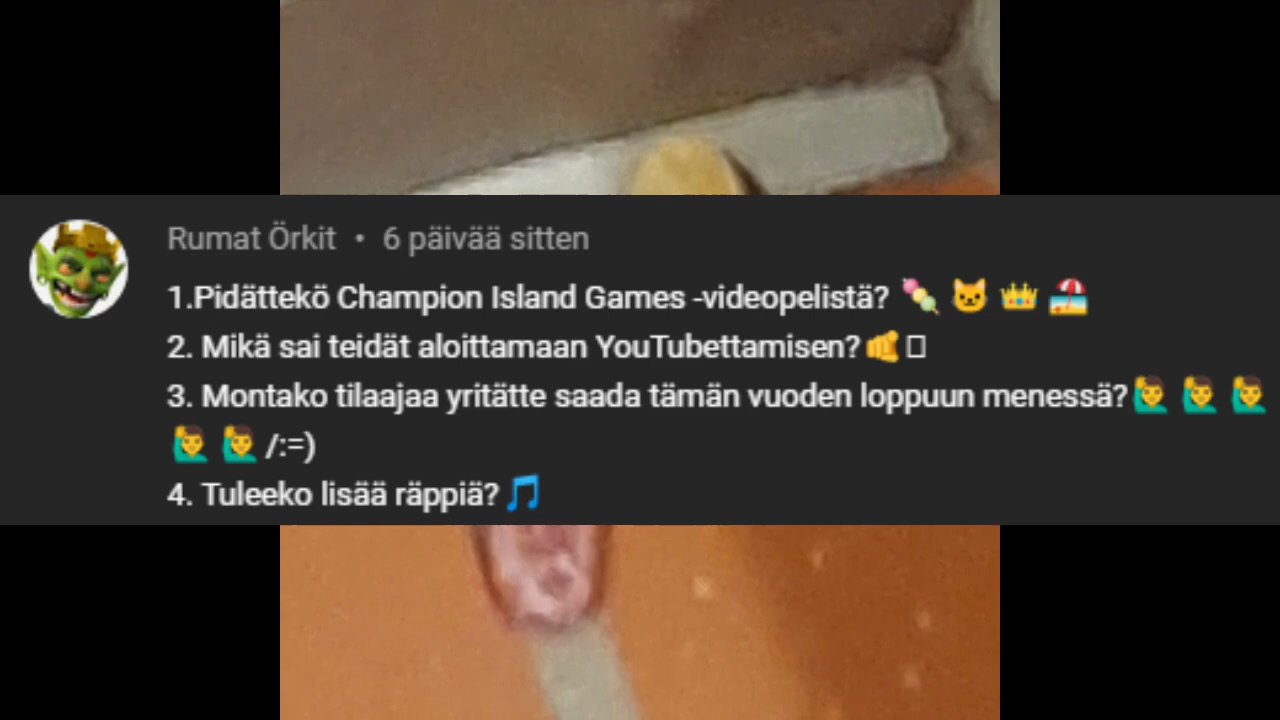 Rumat Örkit • 6 päivää sitten
1.Pidättekö Champion Island Games -videopelistä? 🍡 🐱 👑 🏖️
2. Mikä sai teidät aloittamaan YouTubettamisen?🫵 □
3. Montako tilaajaa yritätte saada tämän vuoden loppuun menessä?🙋‍♂️ 🙋‍♂️ 🙋‍♂️
🙋‍♂️ 🙋‍♂️ /:=)
4. Tuleeko lisää räppiä?🎵